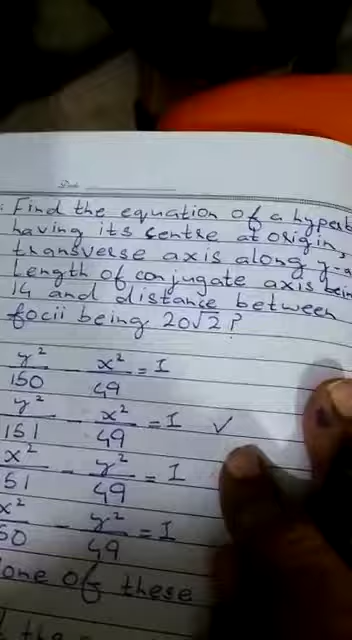 Date
: Find the equation of a hyperb
having its centre at origin,
transverse axis along y-a
Length of conjugate axis bein
14 and distance between
focii being 20√2?
y²/150 - x²/49 = 1
y²/151 - x²/49 = 1 ✓
x²/151 - y²/49 = 1
x²/50 - y²/49 = 1
one of these